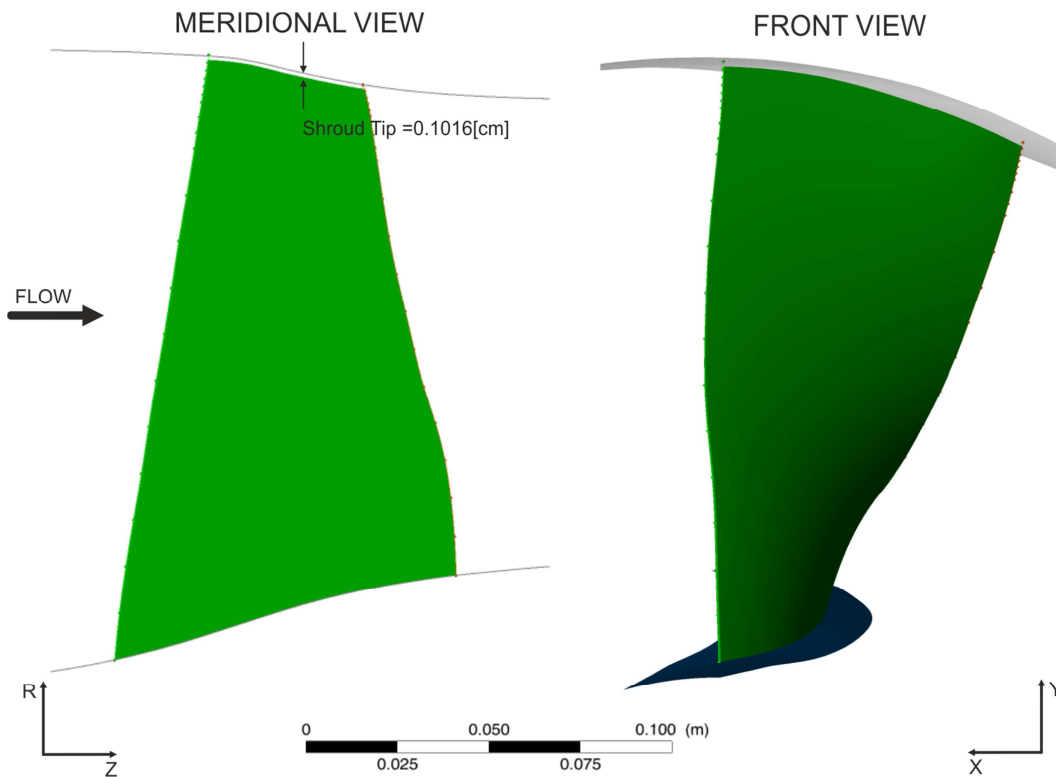 MERIDIONAL VIEW
FRONT VIEW
Shroud Tip =0.1016[cm]
FLOW
R
Z
0 0.050 0.100 (m)
0.025 0.075
Y
X